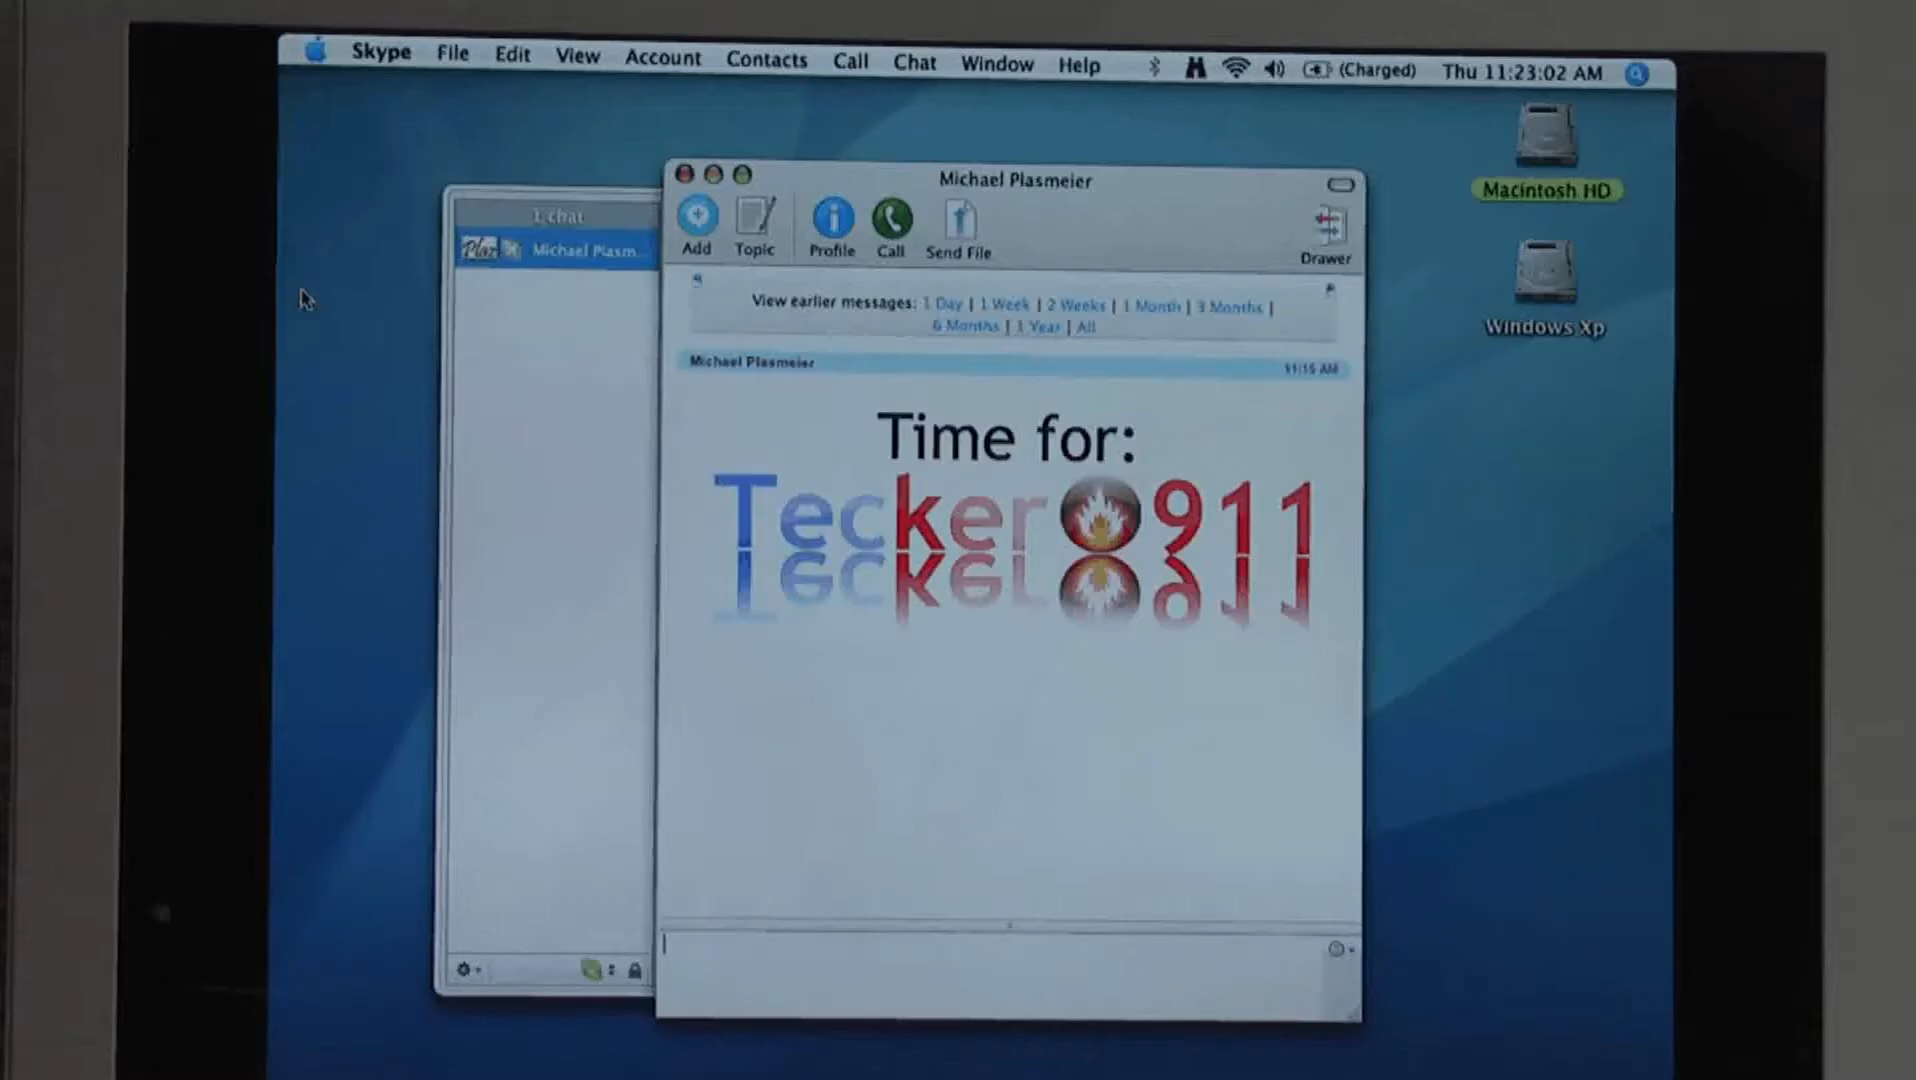 Skype File Edit View Account Contacts Call Chat Window Help (Charged) Thu 11:23:02 AM
Macintosh HD
Windows Xp
1 chat
Plaz Michael Plasm...
Michael Plasmeier
Add Topic Profile Call Send File Drawer
View earlier messages: 1 Day | 1 Week | 2 Weeks | 1 Month | 3 Months |
6 Months | 1 Year | All
Michael Plasmeier 11:15 AM
Time for:
Tecker 911